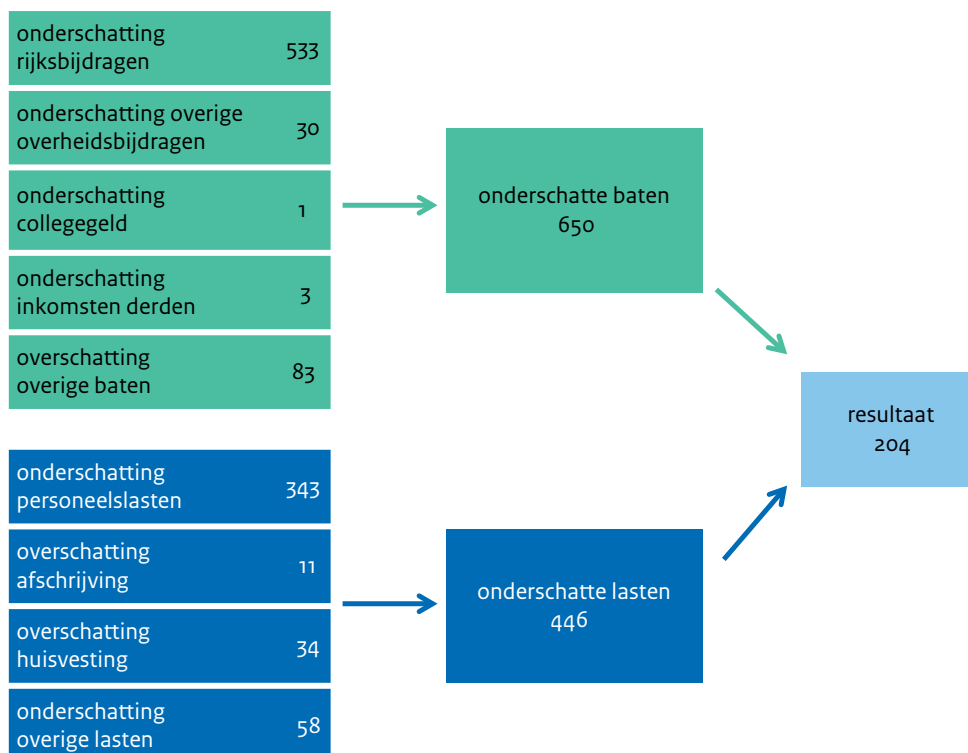 onderschatting
rijksbijdragen 533
onderschatting overige
overheidsbijdragen 30
onderschatting
collegegeld 1
onderschatting
inkomsten derden 3
overschatting
overige baten 83
onderschatte baten
650
onderschatting
personeelslasten 343
overschatting
afschrijving 11
overschatting
huisvesting 34
onderschatting
overige lasten 58
onderschatte lasten
446
resultaat
204